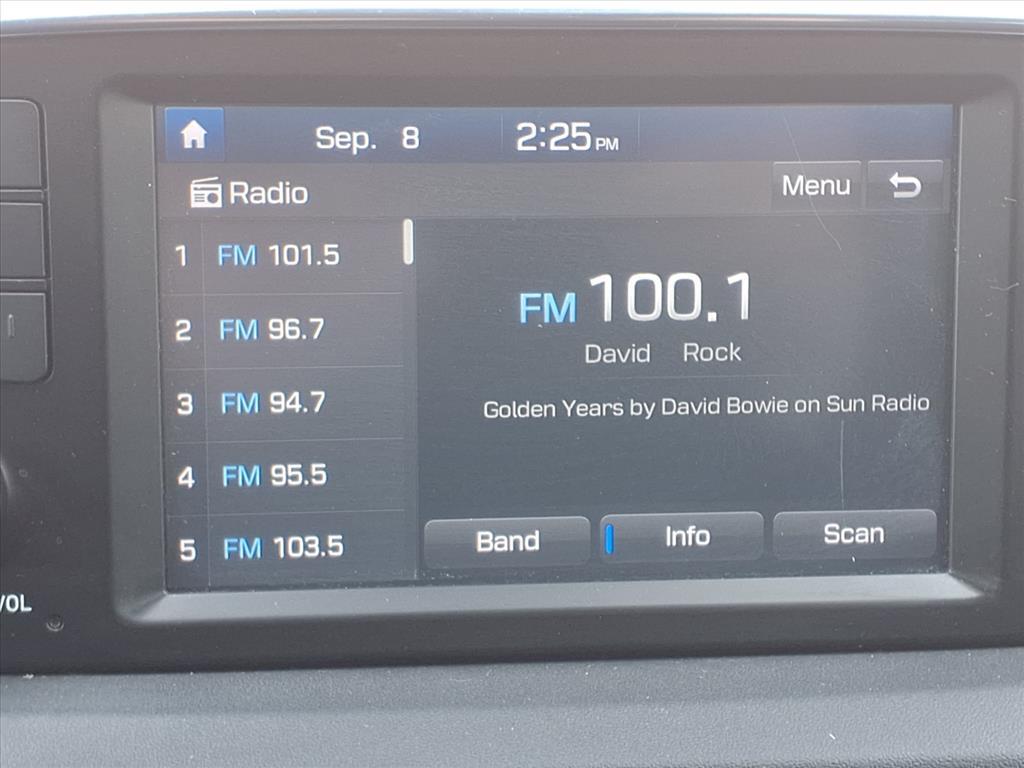 Sep. 8 2:25 PM
Radio Menu
1 FM 101.5
2 FM 96.7
3 FM 94.7
4 FM 95.5
5 FM 103.5
FM 100.1
David Rock
Golden Years by David Bowie on Sun Radio
Band Info Scan
VOL